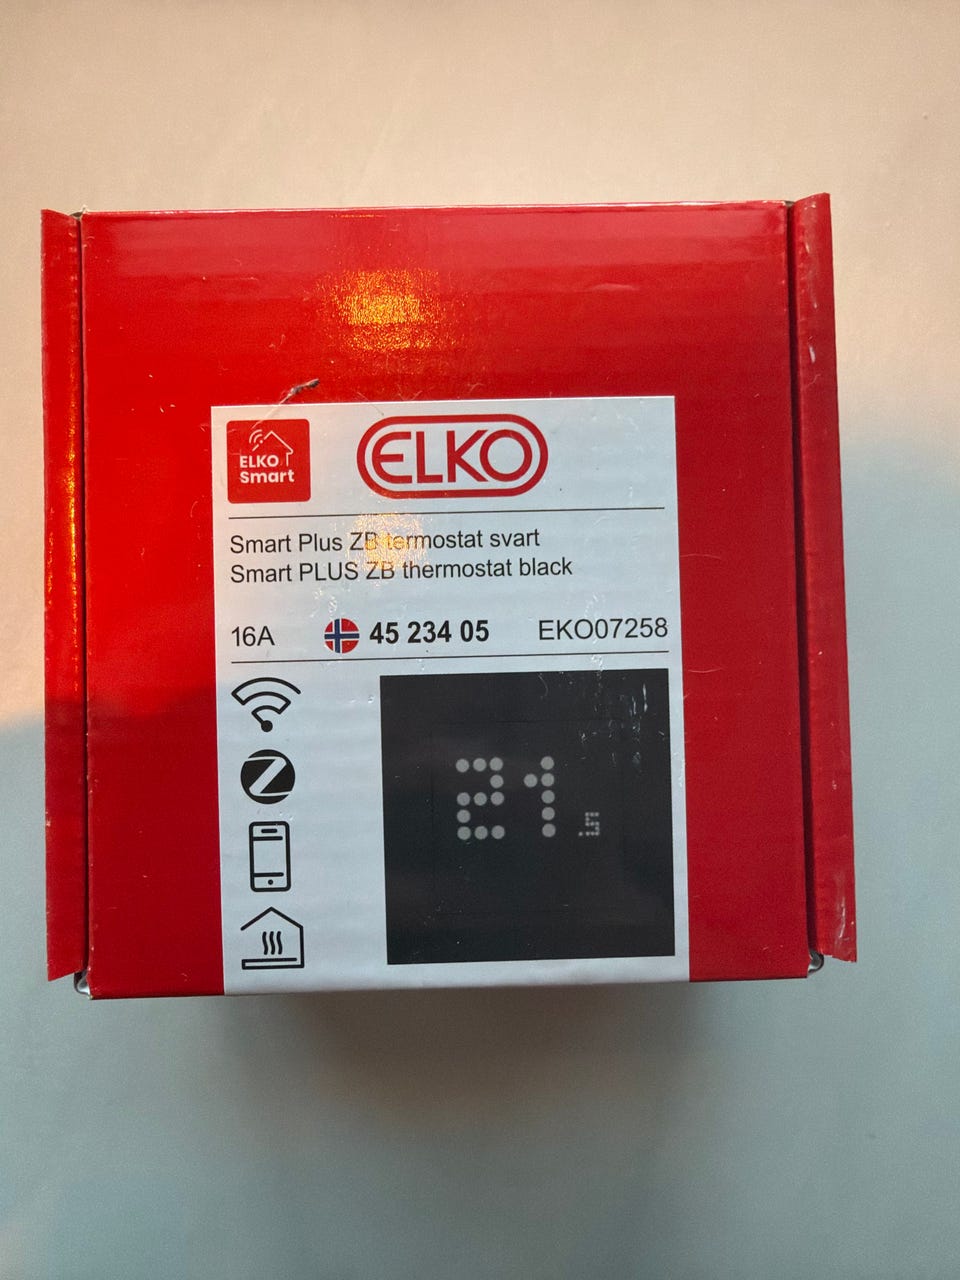 ELKO
Smart
ELKO
Smart Plus ZB termostat svart
Smart PLUS ZB thermostat black
16A 45 234 05 EKO07258
21.5